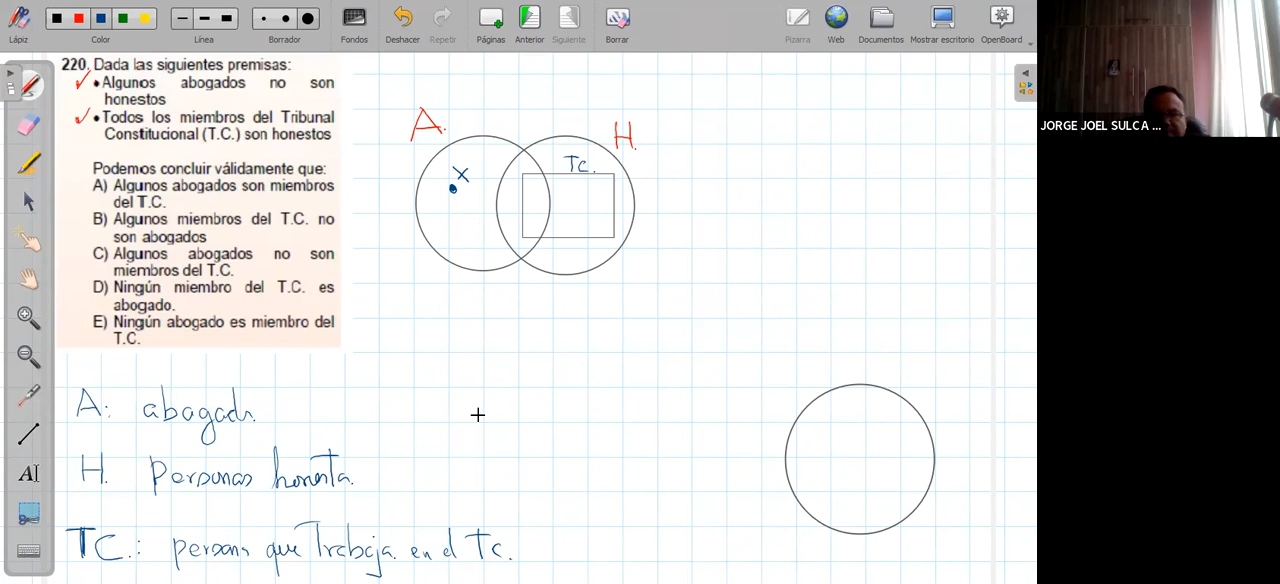 Lápiz
Color
Línea
Borrador
Fondos
Deshacer
Repetir
Páginas
Anterior
Siguiente
Borrar
Pizarra
Web
Documentos
Mostrar escritorio
OpenBoard
220. Dada las siguientes premisas:
• Algunos abogados no son
honestos
• Todos los miembros del Tribunal
Constitucional (T.C.) son honestos
Podemos concluir válidamente que:
A) Algunos abogados son miembros
del T.C.
B) Algunos miembros del T.C. no
son abogados
C) Algunos abogados no son
miembros del T.C.
D) Ningún miembro del T.C. es
abogado.
E) Ningún abogado es miembro del
T.C.
A.
H.
X
TC.
A: abogado.
H. Personas honesta.
TC.: persona que Trabaja en el Tc.
AI
JORGE JOEL SULCA ...